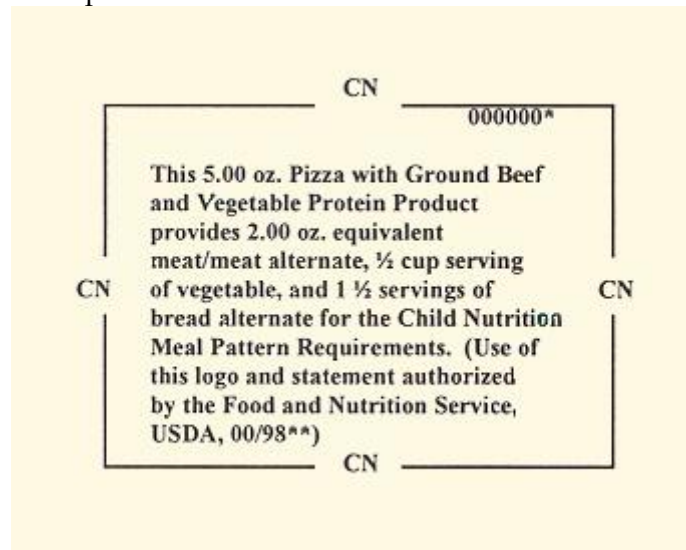 CN
000000*
This 5.00 oz. Pizza with Ground Beef
and Vegetable Protein Product
provides 2.00 oz. equivalent
meat/meat alternate, ½ cup serving
CN of vegetable, and 1 ½ servings of CN
bread alternate for the Child Nutrition
Meal Pattern Requirements. (Use of
this logo and statement authorized
by the Food and Nutrition Service,
USDA, 00/98**)
CN